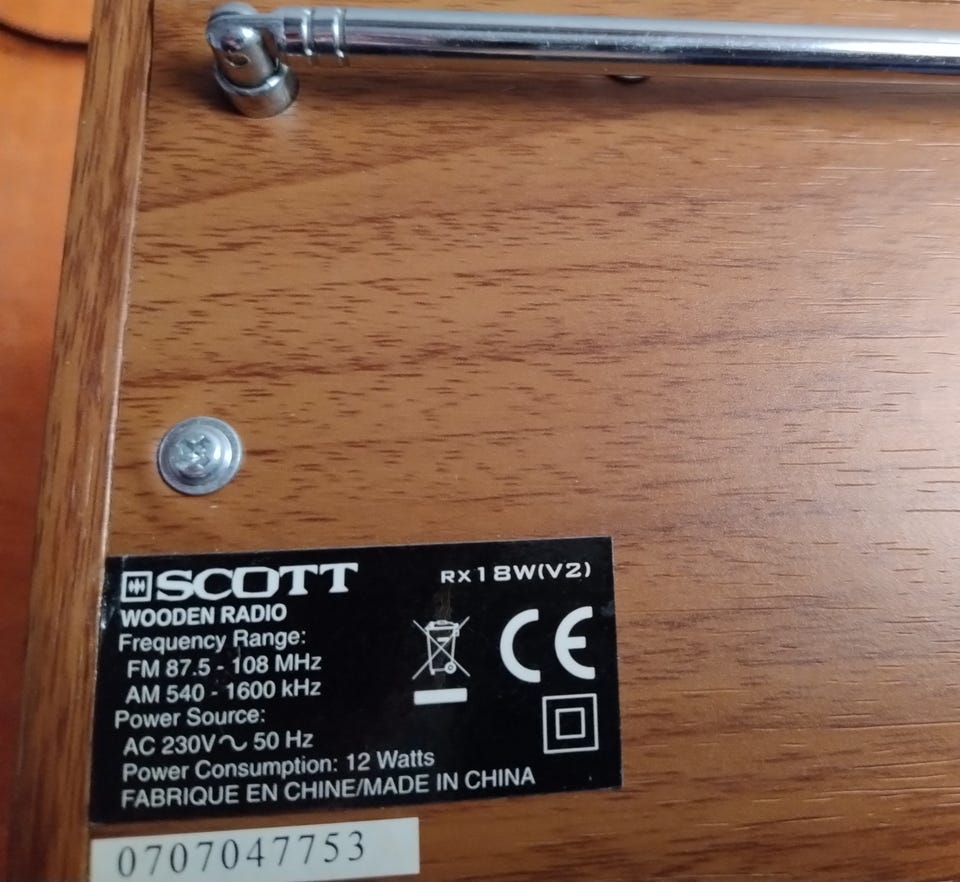 SCOTT RX18W(V2)
WOODEN RADIO
Frequency Range:
FM 87.5 - 108 MHz
AM 540 - 1600 kHz
Power Source:
AC 230V～ 50 Hz
Power Consumption: 12 Watts
FABRIQUE EN CHINE/MADE IN CHINA
CE
0707047753